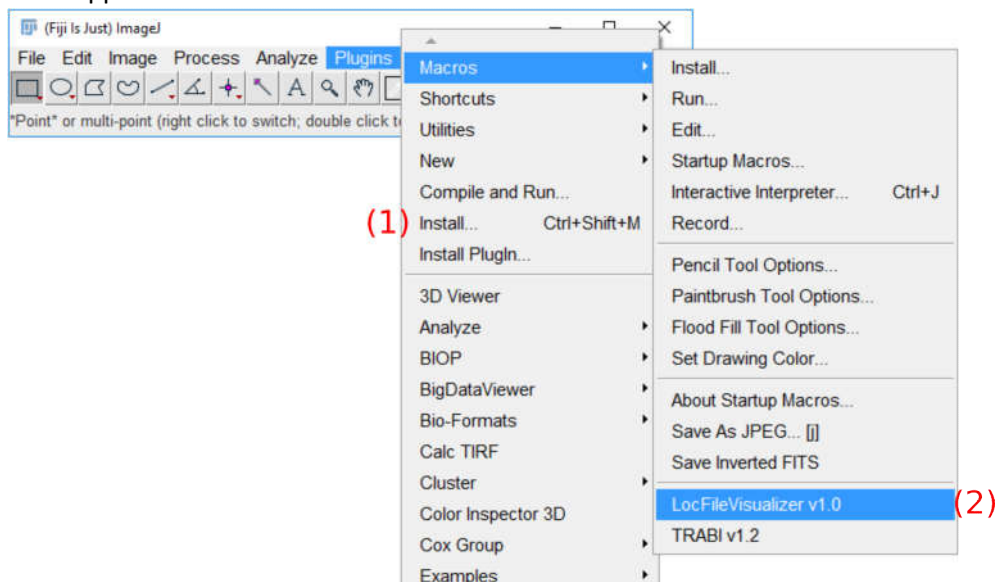 (Fiji Is Just) ImageJ
File Edit Image Process Analyze Plugins
*Point* or multi-point (right click to switch; double click
Macros
Shortcuts
Utilities
New
Compile and Run...
(1) Install... Ctrl+Shift+M
Install PlugIn...
3D Viewer
Analyze
BIOP
BigDataViewer
Bio-Formats
Calc TIRF
Cluster
Color Inspector 3D
Cox Group
Examples
Install...
Run...
Edit...
Startup Macros...
Interactive Interpreter... Ctrl+J
Record...
Pencil Tool Options...
Paintbrush Tool Options...
Flood Fill Tool Options...
Set Drawing Color...
About Startup Macros...
Save As JPEG... [j]
Save Inverted FITS
LocFileVisualizer v1.0 (2)
TRABI v1.2